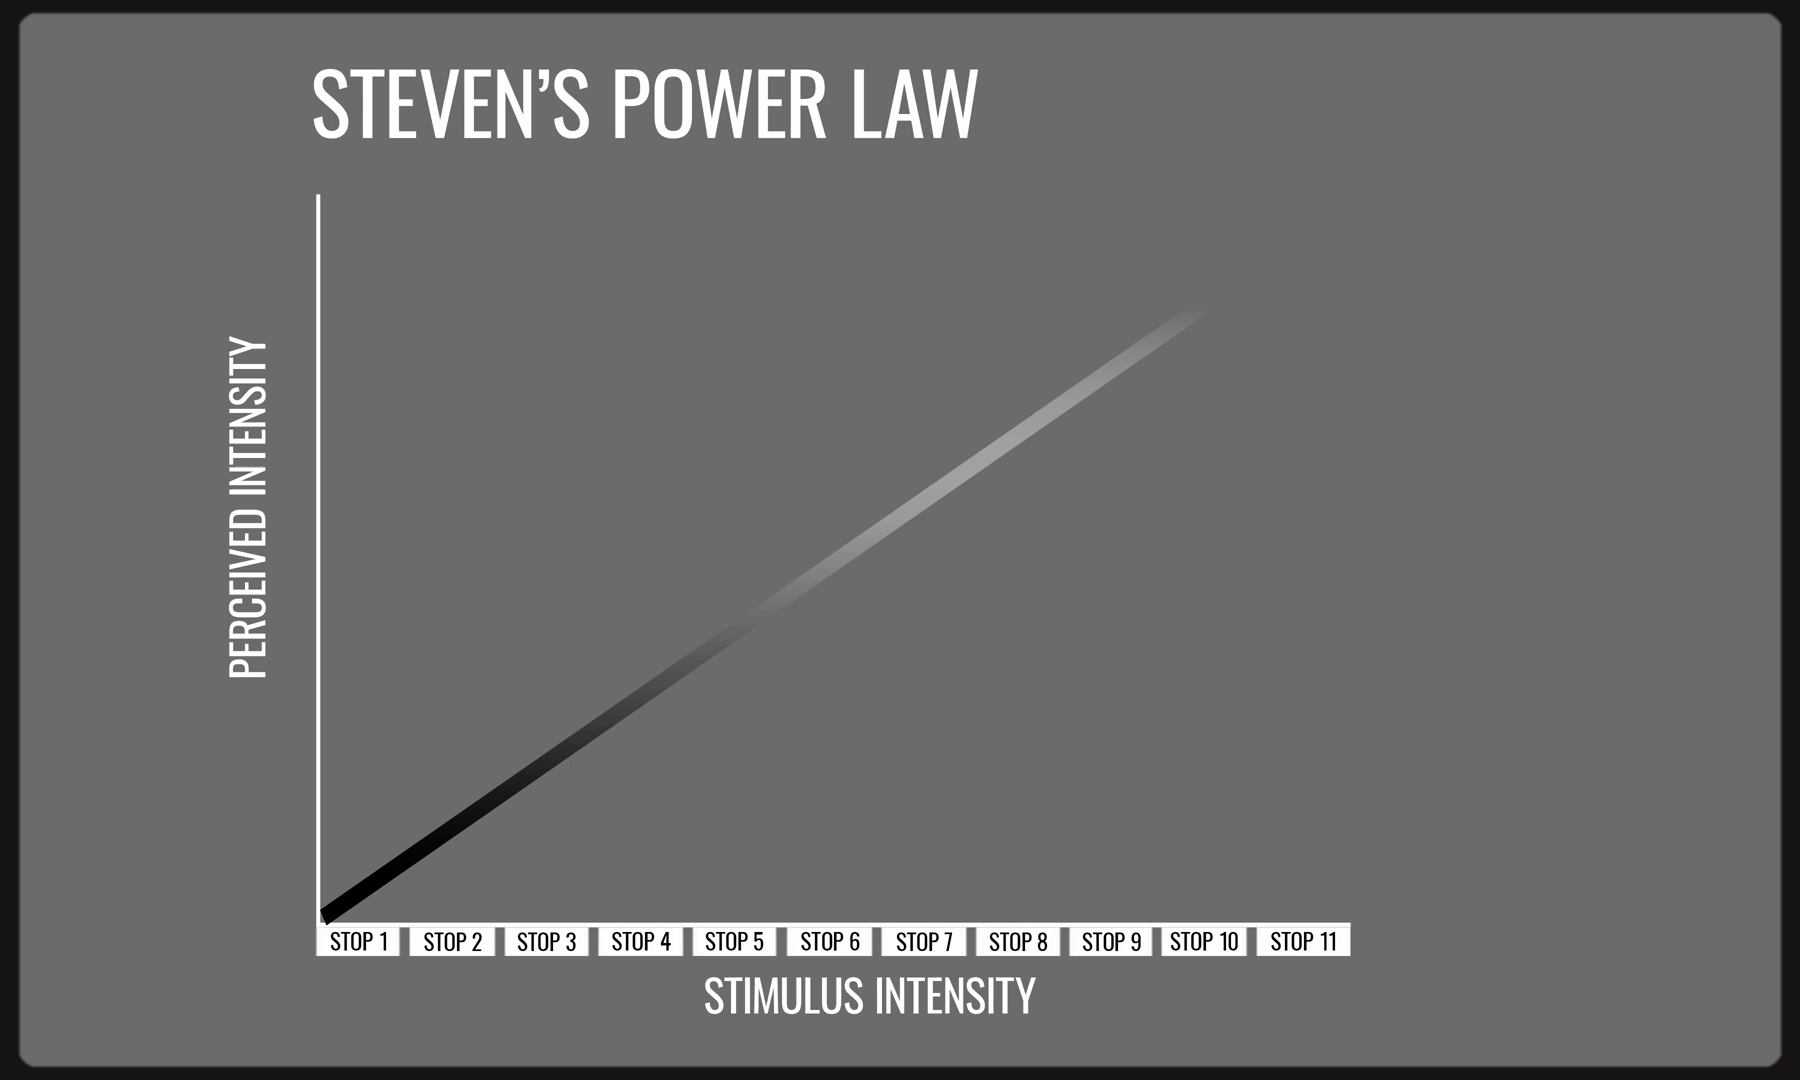 STEVEN’S POWER LAW
PERCEIVED INTENSITY
STOP 1 STOP 2 STOP 3 STOP 4 STOP 5 STOP 6 STOP 7 STOP 8 STOP 9 STOP 10 STOP 11
STIMULUS INTENSITY